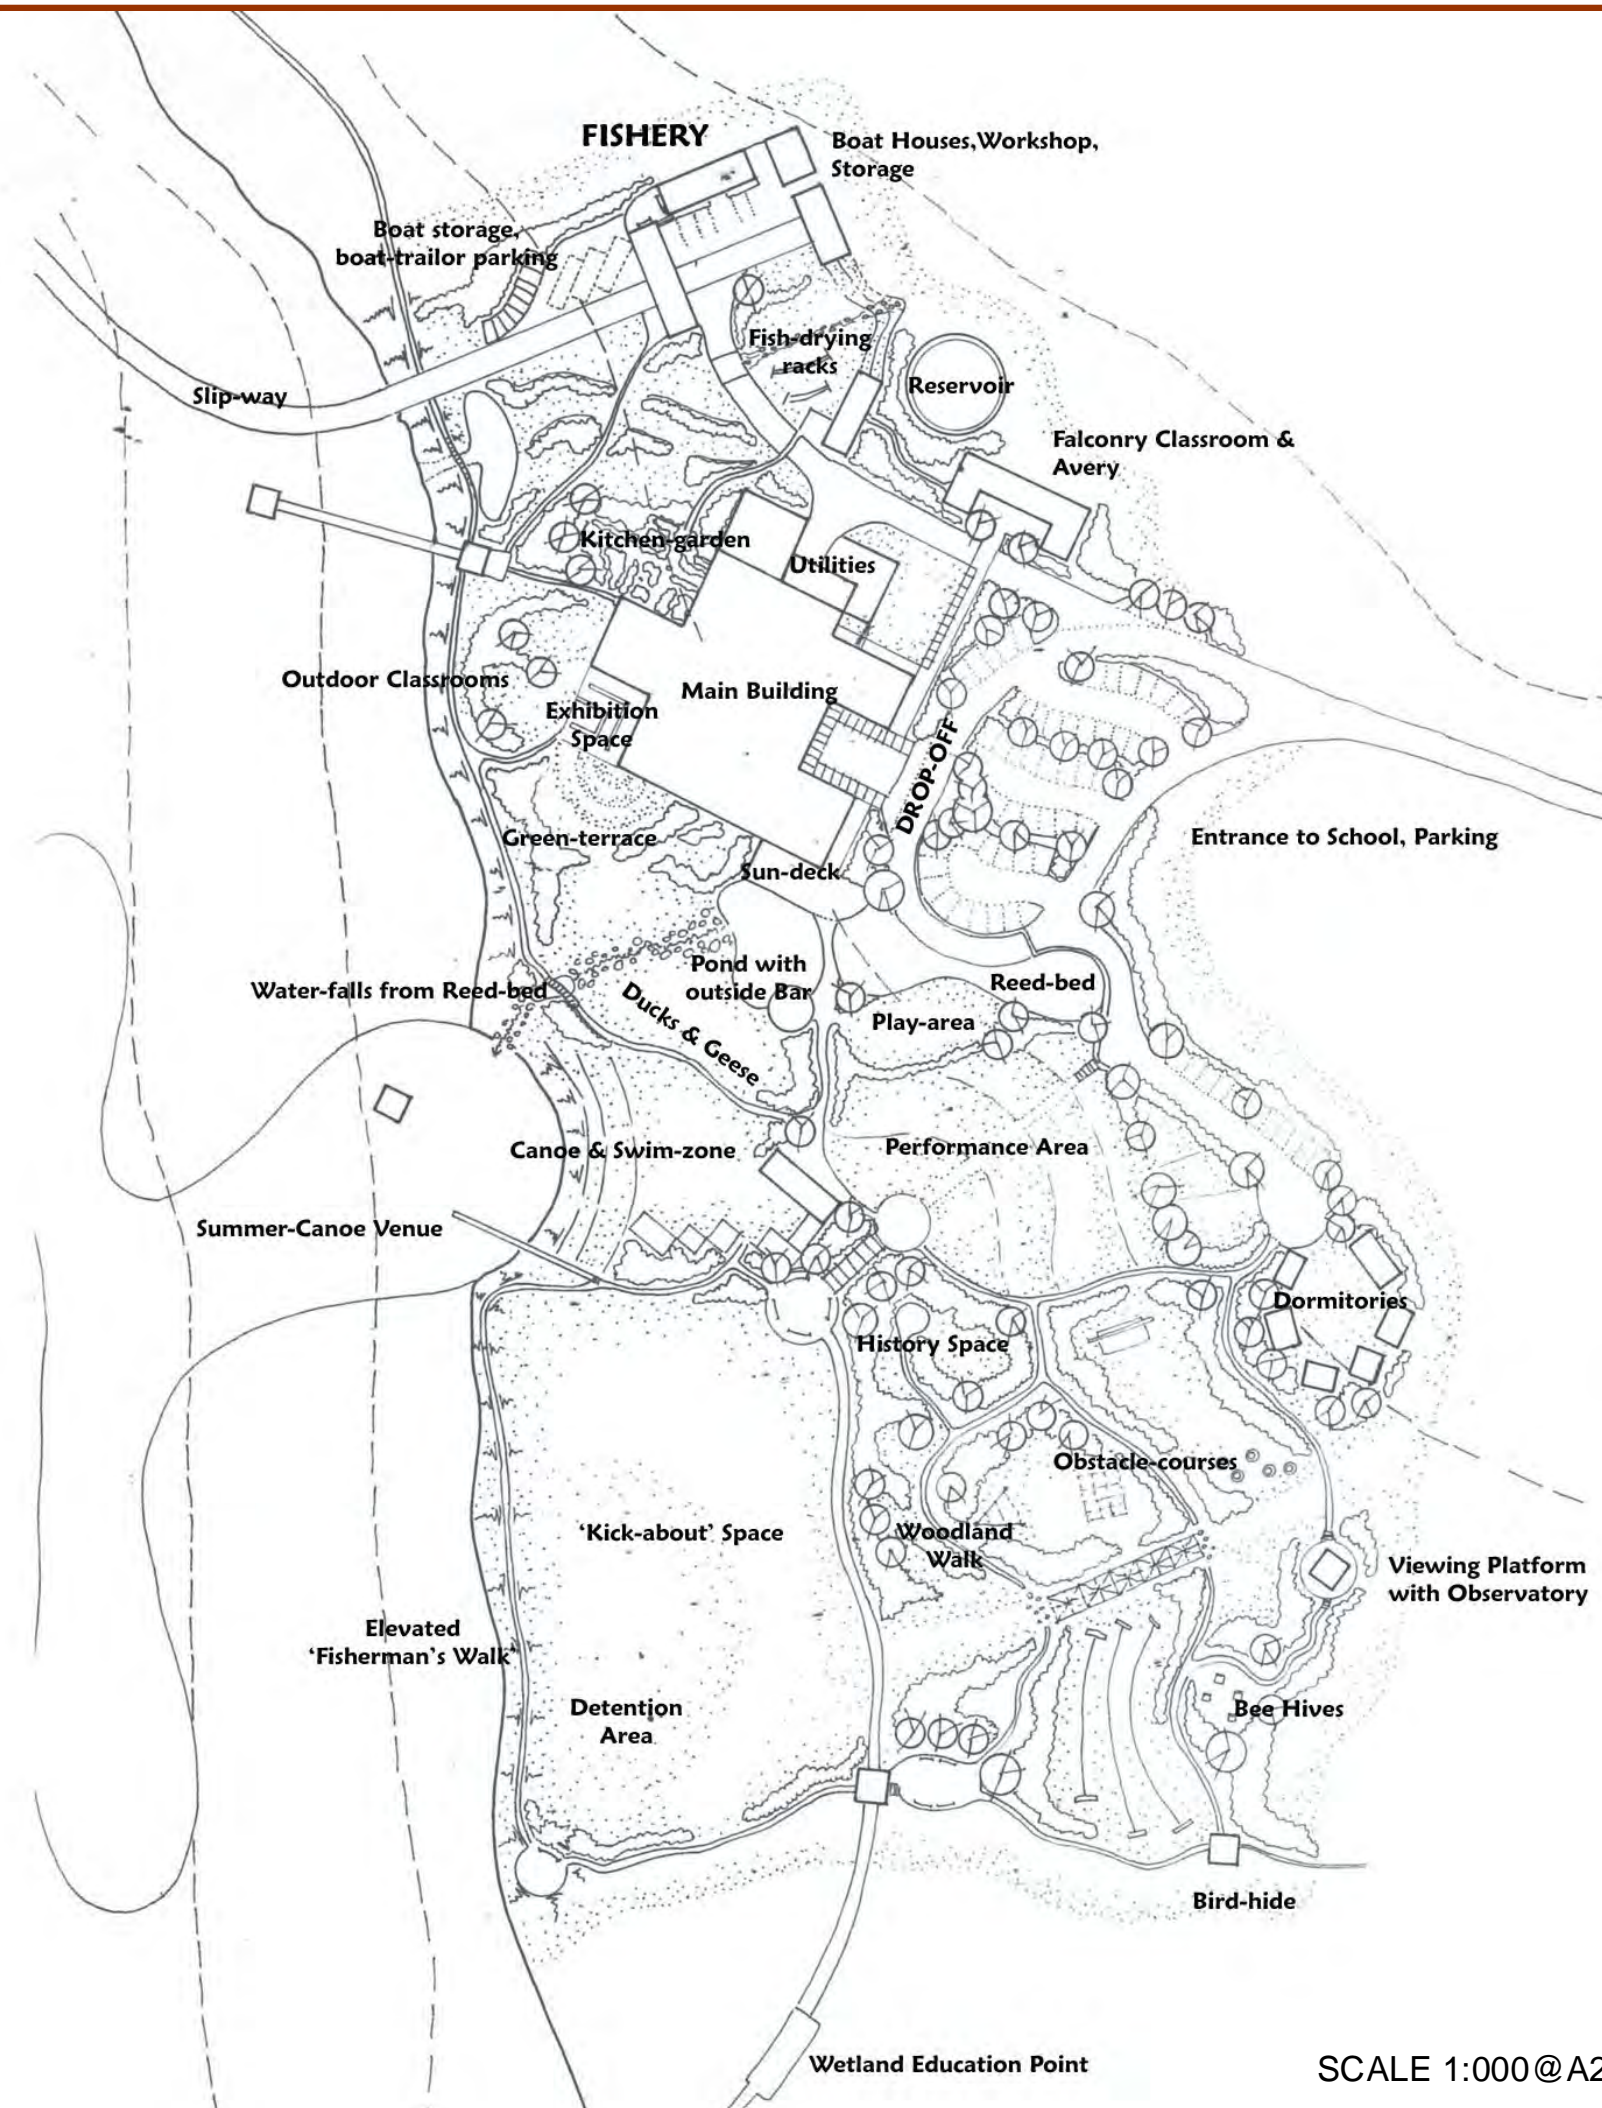 FISHERY
Boat Houses,Workshop,
Storage
Boat storage,
boat-trailor parking
Fish-drying
racks
Reservoir
Slip-way
Falconry Classroom &
Avery
Kitchen-garden
Utilities
Outdoor Classrooms
Main Building
Exhibition
Space
DROP-OFF
Green-terrace
Entrance to School, Parking
Sun-deck
Pond with
outside Bar
Water-falls from Reed-bed
Reed-bed
Ducks & Geese
Play-area
Canoe & Swim-zone
Performance Area
Summer-Canoe Venue
Dormitories
History Space
Obstacle-courses
‘Kick-about’ Space
Woodland
Walk
Viewing Platform
with Observatory
Elevated
‘Fisherman’s Walk’
Detention
Area
Bee Hives
Bird-hide
Wetland Education Point
SCALE 1:000@A2